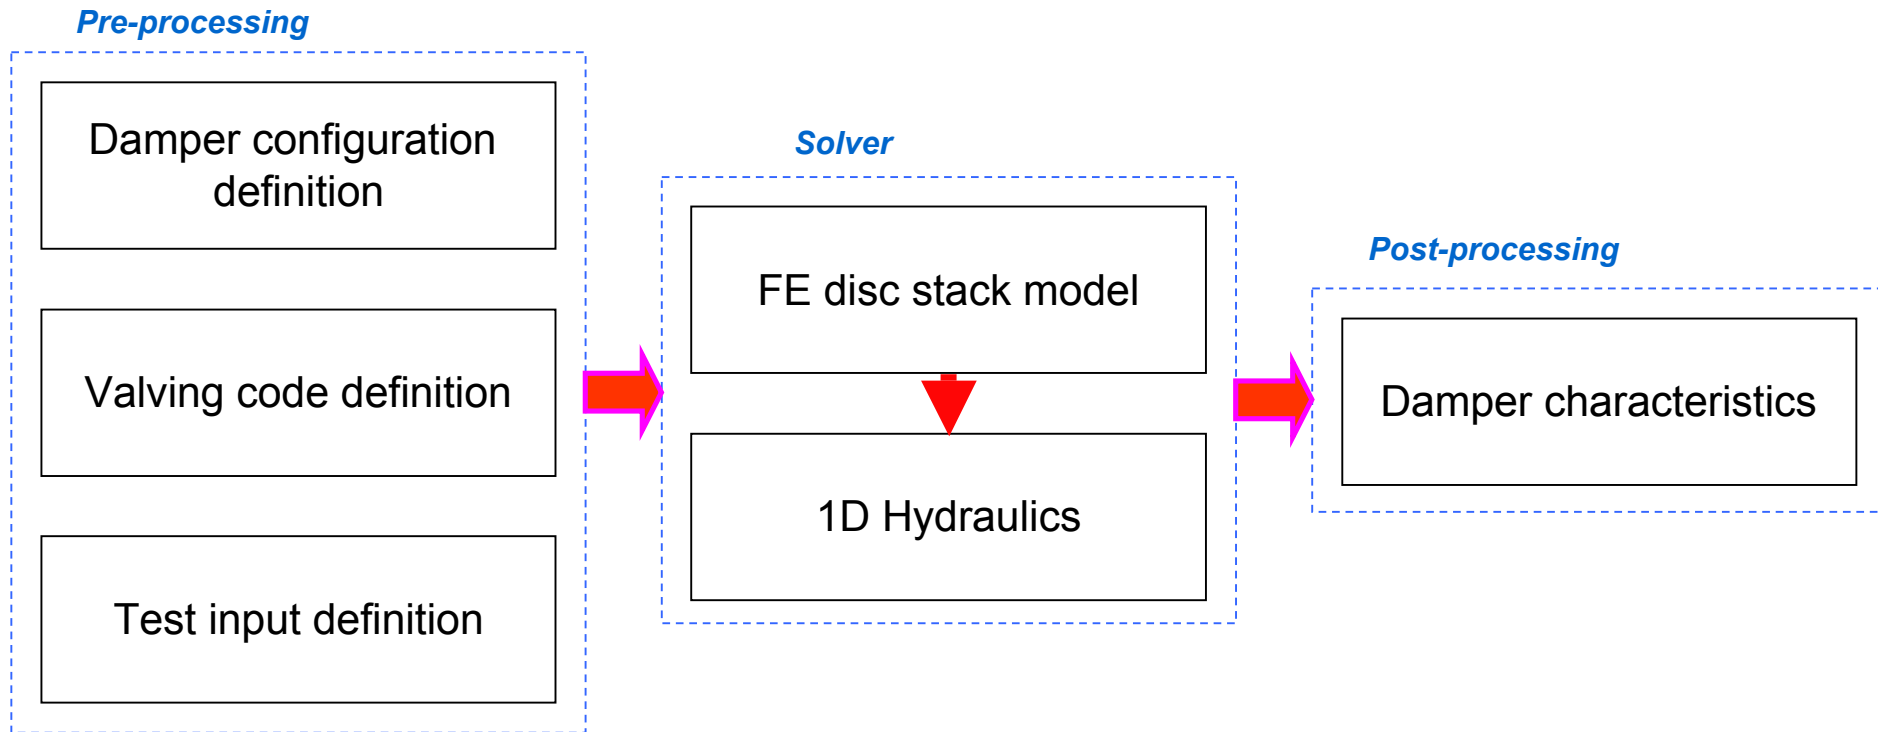 Pre-processing
Damper configuration
definition
Valving code definition
Test input definition
Solver
FE disc stack model
1D Hydraulics
Post-processing
Damper characteristics